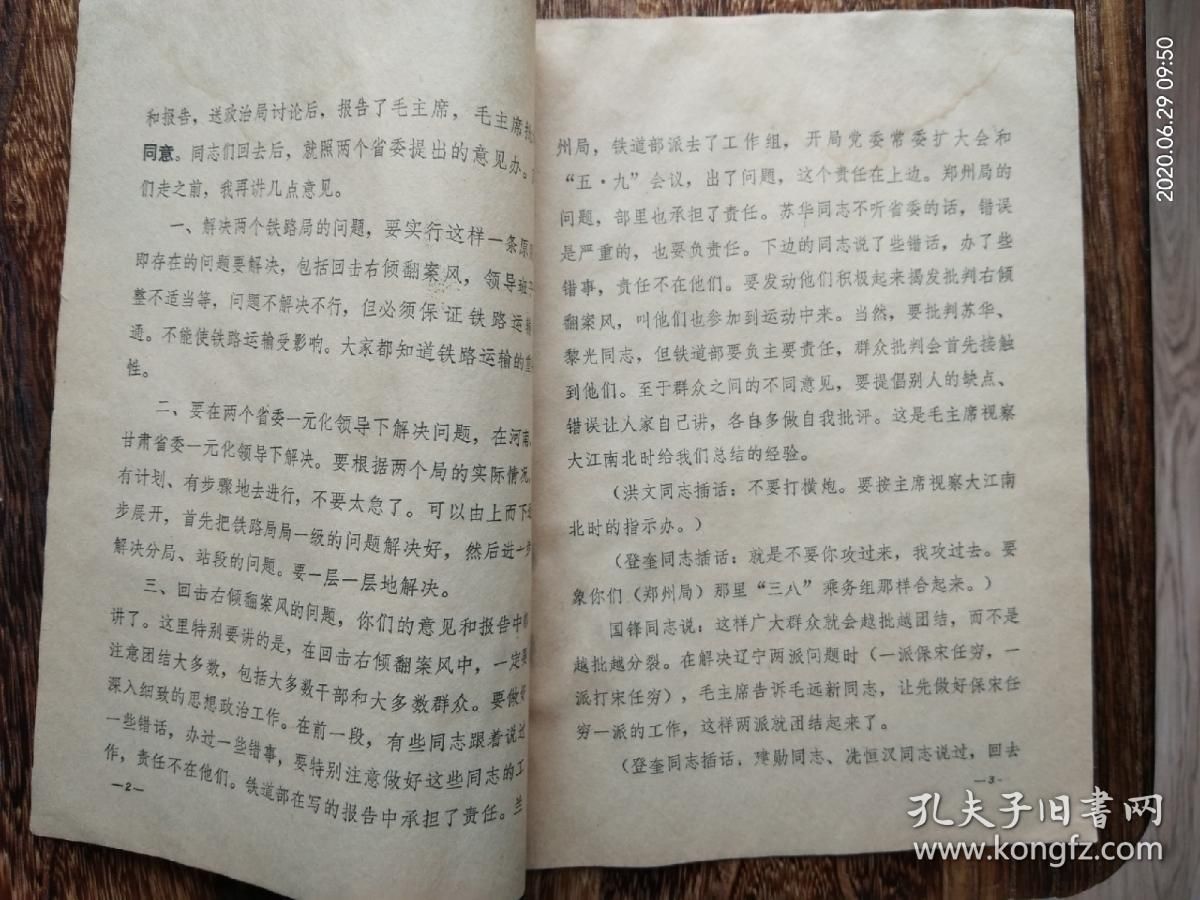 和报告，送政治局讨论后，报告了毛主席，毛主席
同意。同志们回去后，就照两个省委提出的意见办。
们走之前，我再讲几点意见。
一、解决两个铁路局的问题，要实行这样一条原
即存在的问题要解决，包括回击右倾翻案风，领导班
整不适当等，问题不解决不行，但必须保证铁路运输
通。不能使铁路运输受影响。大家都知道铁路运输的重
性。
二、要在两个省委一元化领导下解决问题，在河南、
甘肃省委一元化领导下解决。要根据两个局的实际情况，
有计划、有步骤地去进行，不要太急了。可以由上而下
步展开，首先把铁路局局一级的问题解决好，然后进一步
解决分局、站段的问题。要一层一层地解决。
三、回击右倾翻案风的问题，你们的意见和报告中
讲了。这里特别要讲的是，在回击右倾翻案风中，一定要
注意团结大多数，包括大多数干部和大多数群众。要做好
深入细致的思想政治工作。在前一段，有些同志跟着说过
一些错话，办过一些错事，要特别注意做好这些同志的工
作，责任不在他们。铁道部在写的报告中承担了责任。兰
—2—
州局，铁道部派去了工作组，开局党委常委扩大会和
“五·九”会议，出了问题，这个责任在上边。郑州局的
问题，部里也承担了责任。苏华同志不听省委的话，错误
是严重的，也要负责任。下边的同志说了些错话，办了些
错事，责任不在他们。要发动他们积极起来揭发批判右倾
翻案风，叫他们也参加到运动中来。当然，要批判苏华、
黎光同志，但铁道部要负主要责任，群众批判会首先接触
到他们。至于群众之间的不同意见，要提倡别人的缺点、
错误让人家自己讲，各自多做自我批评。这是毛主席视察
大江南北时给我们总结的经验。
（洪文同志插话：不要打横炮。要按主席视察大江南
北时的指示办。）
（登奎同志插话：就是不要你攻过来，我攻过去。要
象你们（郑州局）那里“三八”乘务组那样合起来。）
国锋同志说：这样广大群众就会越批越团结，而不是
越批越分裂。在解决辽宁两派问题时（一派保宋任穷，一
派打宋任穷），毛主席告诉毛远新同志，让先做好保宋任
穷一派的工作，这样两派就团结起来了。
（登奎同志插话，建勋同志、冼恒汉同志说过，回去
—3—
2020.06.29 09:50
孔夫子旧书网
www.kongfz.com